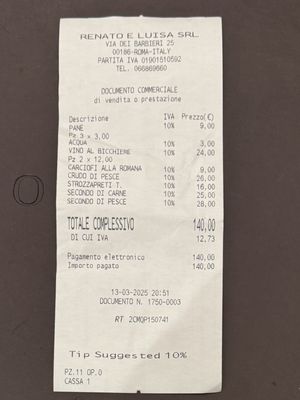 RENATO E LUISA SRL
VIA DEI BARBIERI 25
00186-ROMA-ITALY
PARTITA IVA 01901510592
TEL. 066869660
DOCUMENTO COMMERCIALE
di vendita o prestazione
Descrizione IVA Prezzo(€)
PANE 10% 9,00
Pz 3 x 3,00
ACQUA 10% 3,00
VINO AL BICCHIERE 10% 24,00
Pz 2 x 12,00
CARCIOFI ALLA ROMANA 10% 9,00
CRUDO DI PESCE 10% 26,00
STROZZAPRETI T. 10% 16,00
SECONDO DI CARNE 10% 25,00
SECONDO DI PESCE 10% 28,00
TOTALE COMPLESSIVO 140,00
DI CUI IVA 12,73
Pagamento elettronico 140,00
Importo pagato 140,00
13-03-2025 20:51
DOCUMENTO N. 1750-0003
RT 2CMQP150741
Tip Suggested 10%
PZ.11 OP.0
CASSA 1